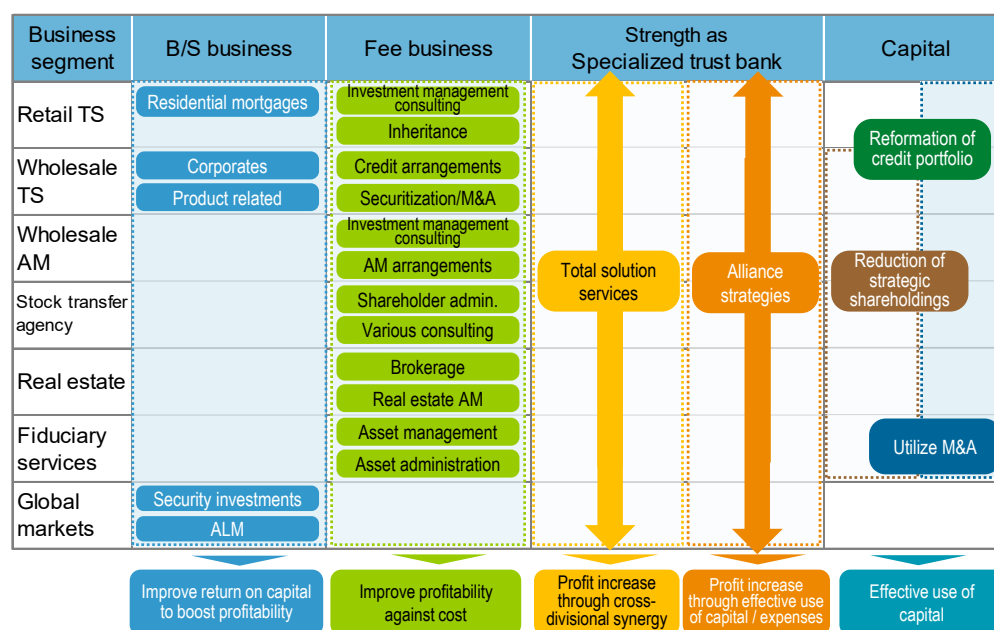 Business
segment
B/S business
Fee business
Strength as
Specialized trust bank
Capital
Retail TS
Residential mortgages
Investment management
consulting
Inheritance
Reformation of
credit portfolio
Wholesale
TS
Corporates
Product related
Credit arrangements
Securitization/M&A
Wholesale
AM
Investment management
consulting
AM arrangements
Total solution
services
Alliance
strategies
Reduction of
strategic
shareholdings
Stock transfer
agency
Shareholder admin.
Various consulting
Real estate
Brokerage
Real estate AM
Fiduciary
services
Asset management
Asset administration
Utilize M&A
Global
markets
Security investments
ALM
Improve return on capital
to boost profitability
Improve profitability
against cost
Profit increase
through cross-
divisional synergy
Profit increase
through effective use
of capital / expenses
Effective use of
capital